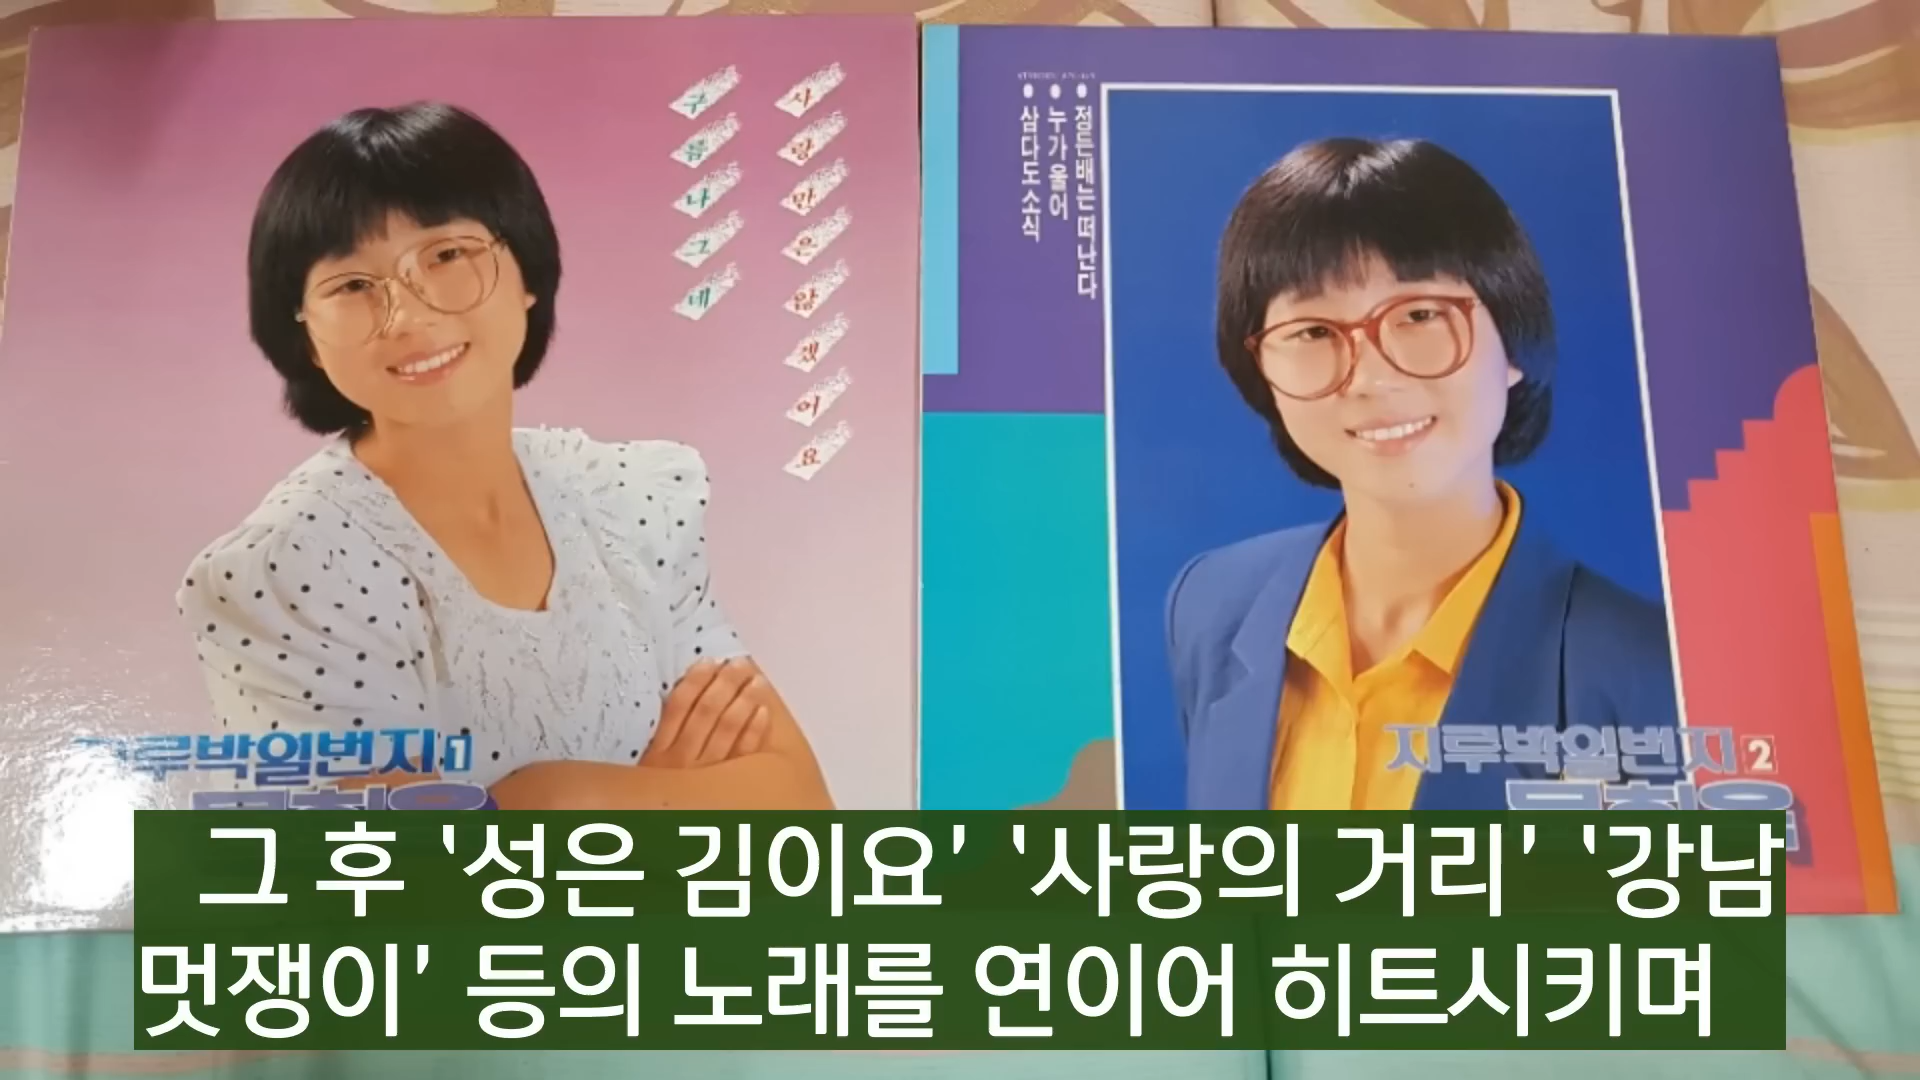 사랑만은않겠어요
구름나그네
지루박일번지 1
정든배는떠난다
누가울어
삼다도소식
지루박일번지 2
그 후 '성은 김이요' '사랑의 거리' '강남
멋쟁이' 등의 노래를 연이어 히트시키며